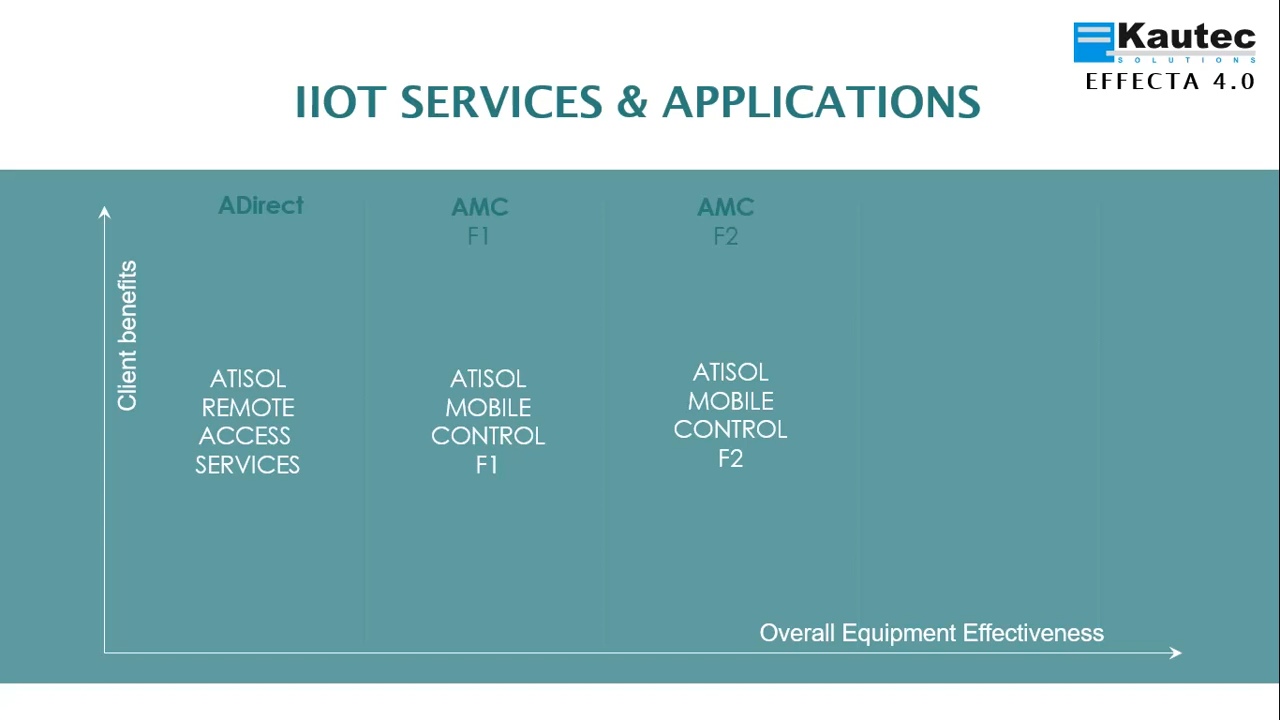 Kautec
SOLUTIONS
EFFECTA 4.0
IIOT SERVICES & APPLICATIONS
ADirect
AMC
F1
AMC
F2
Client benefits
ATISOL
REMOTE
ACCESS
SERVICES
ATISOL
MOBILE
CONTROL
F1
ATISOL
MOBILE
CONTROL
F2
Overall Equipment Effectiveness